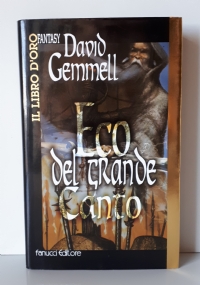 IL LIBRO D'ORO
FANTASY
David
Gemmell
Eco
del grande
Canto
Fanucci Editore